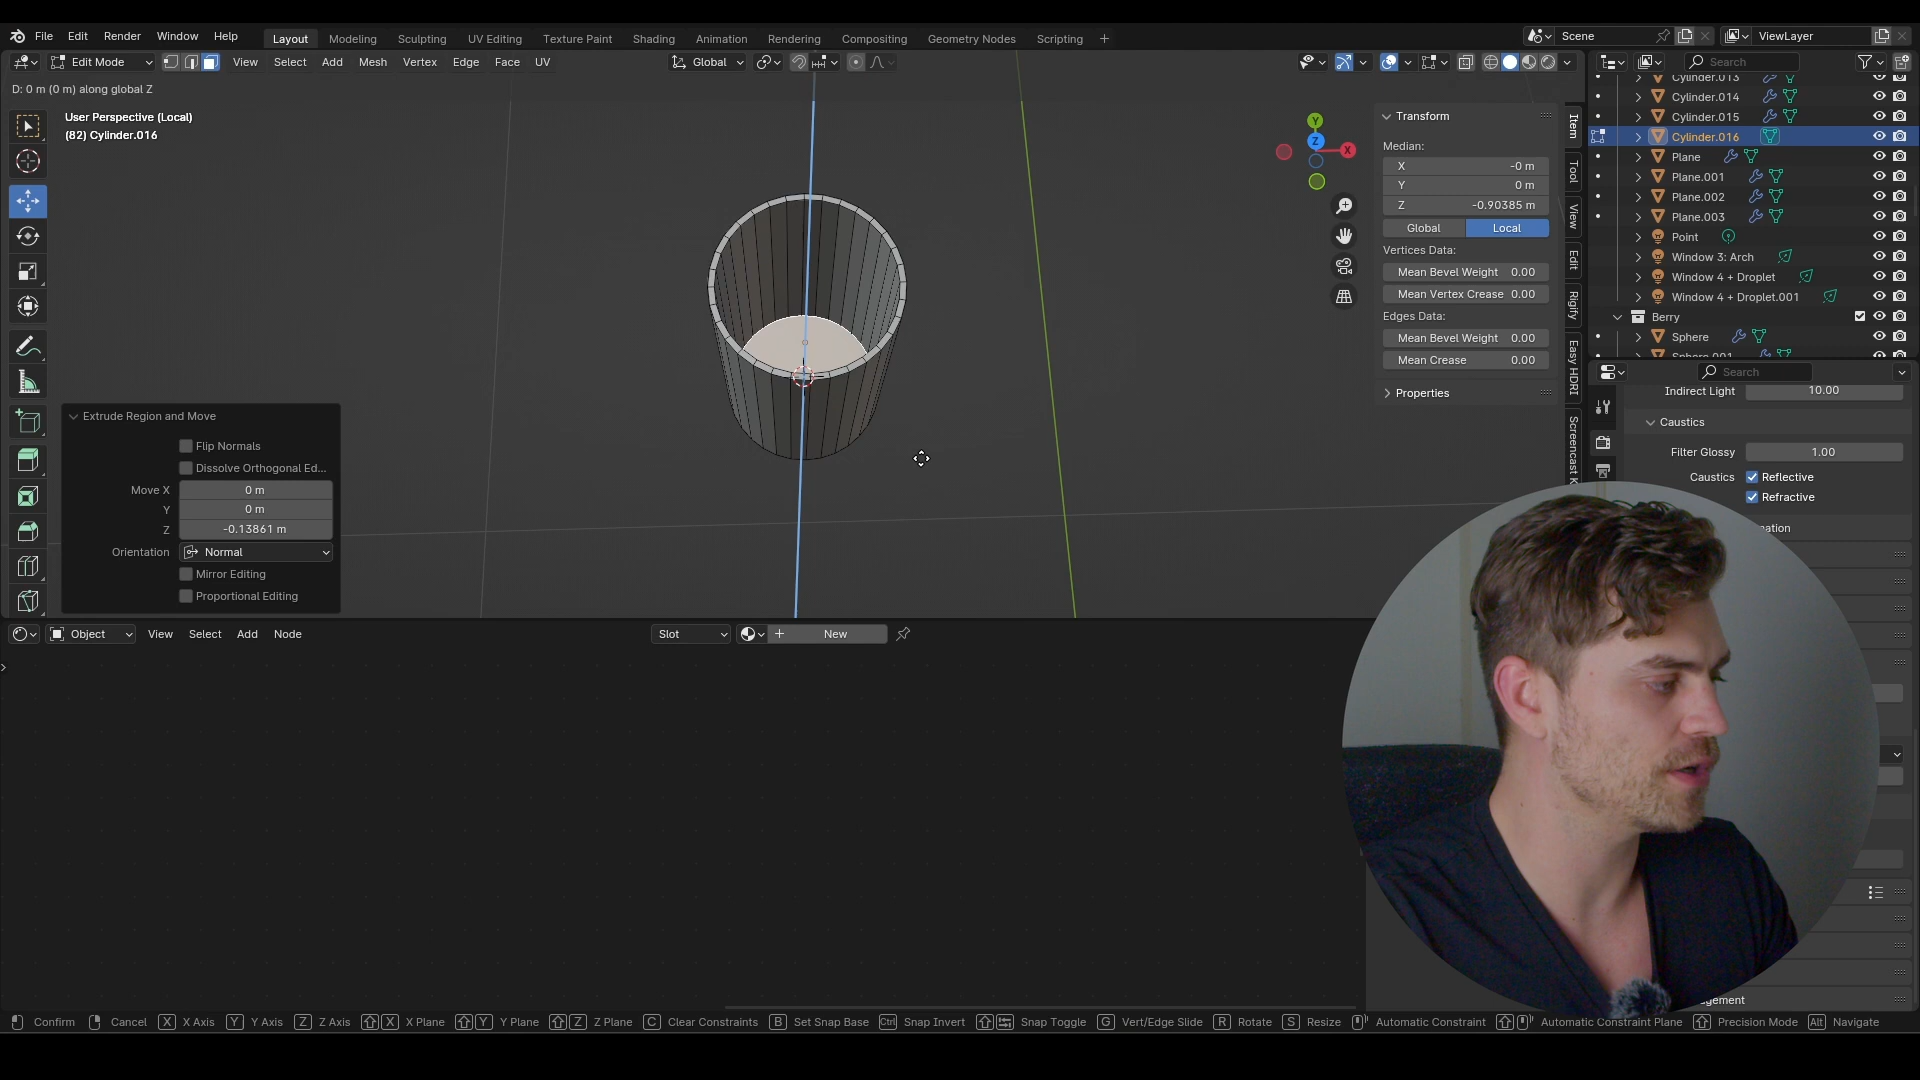 File Edit Render Window Help Layout Modeling Sculpting UV Editing Texture Paint Shading Animation Rendering Compositing Geometry Nodes Scripting + Scene ViewLayer
Edit Mode View Select Add Mesh Vertex Edge Face UV Global Search
D: 0 m (0 m) along global Z
User Perspective (Local)
(82) Cylinder.016
Y
Z
X
Transform
Median:
X -0 m
Y 0 m
Z -0.90385 m
Global Local
Vertices Data:
Mean Bevel Weight 0.00
Mean Vertex Crease 0.00
Edges Data:
Mean Bevel Weight 0.00
Mean Crease 0.00
Properties
Item
Tool
View
Edit
Rigify
Easy HDRI
Screencast K
Cylinder.013
Cylinder.014
Cylinder.015
Cylinder.016
Plane
Plane.001
Plane.002
Plane.003
Point
Window 3: Arch
Window 4 + Droplet
Window 4 + Droplet.001
Berry
Sphere
Sphere.001
Search
Indirect Light 10.00
Caustics
Filter Glossy 1.00
Caustics Reflective
Refractive
Extrude Region and Move
Flip Normals
Dissolve Orthogonal Ed...
Move X 0 m
Y 0 m
Z -0.13861 m
Orientation Normal
Mirror Editing
Proportional Editing
Object View Select Add Node Slot New
Confirm Cancel X X Axis Y Y Axis Z Z Axis X X Plane Y Y Plane Z Z Plane C Clear Constraints B Set Snap Base Ctrl Snap Invert Snap Toggle G Vert/Edge Slide R Rotate S Resize Automatic Constraint Automatic Constraint Plane Precision Mode Alt Navigate